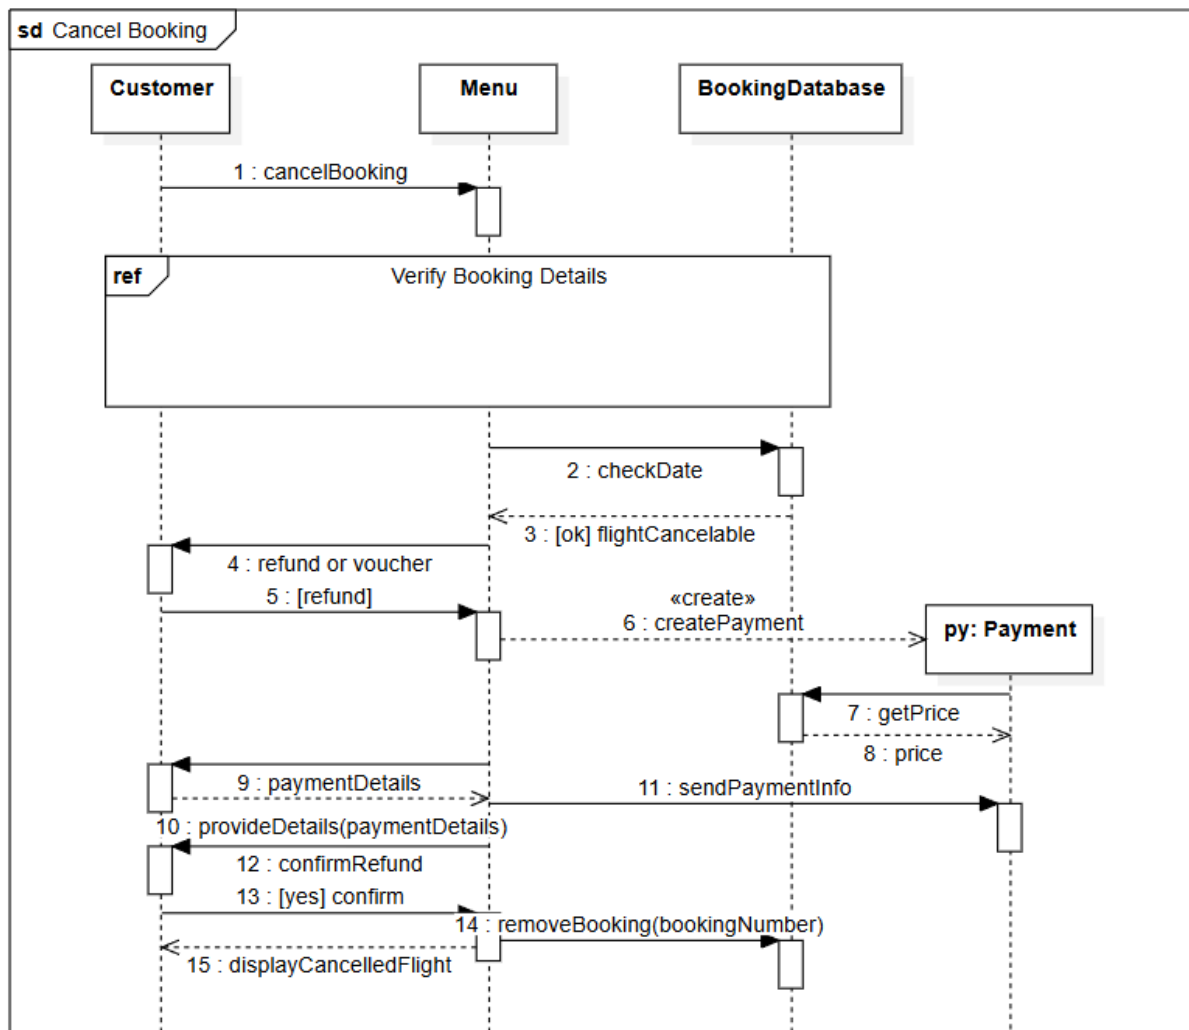 sd Cancel Booking
Customer
Menu
BookingDatabase
1 : cancelBooking
ref
Verify Booking Details
2 : checkDate
3 : [ok] flightCancelable
4 : refund or voucher
5 : [refund]
«create»
6 : createPayment
py: Payment
7 : getPrice
8 : price
9 : paymentDetails
11 : sendPaymentInfo
10 : provideDetails(paymentDetails)
12 : confirmRefund
13 : [yes] confirm
14 : removeBooking(bookingNumber)
15 : displayCancelledFlight